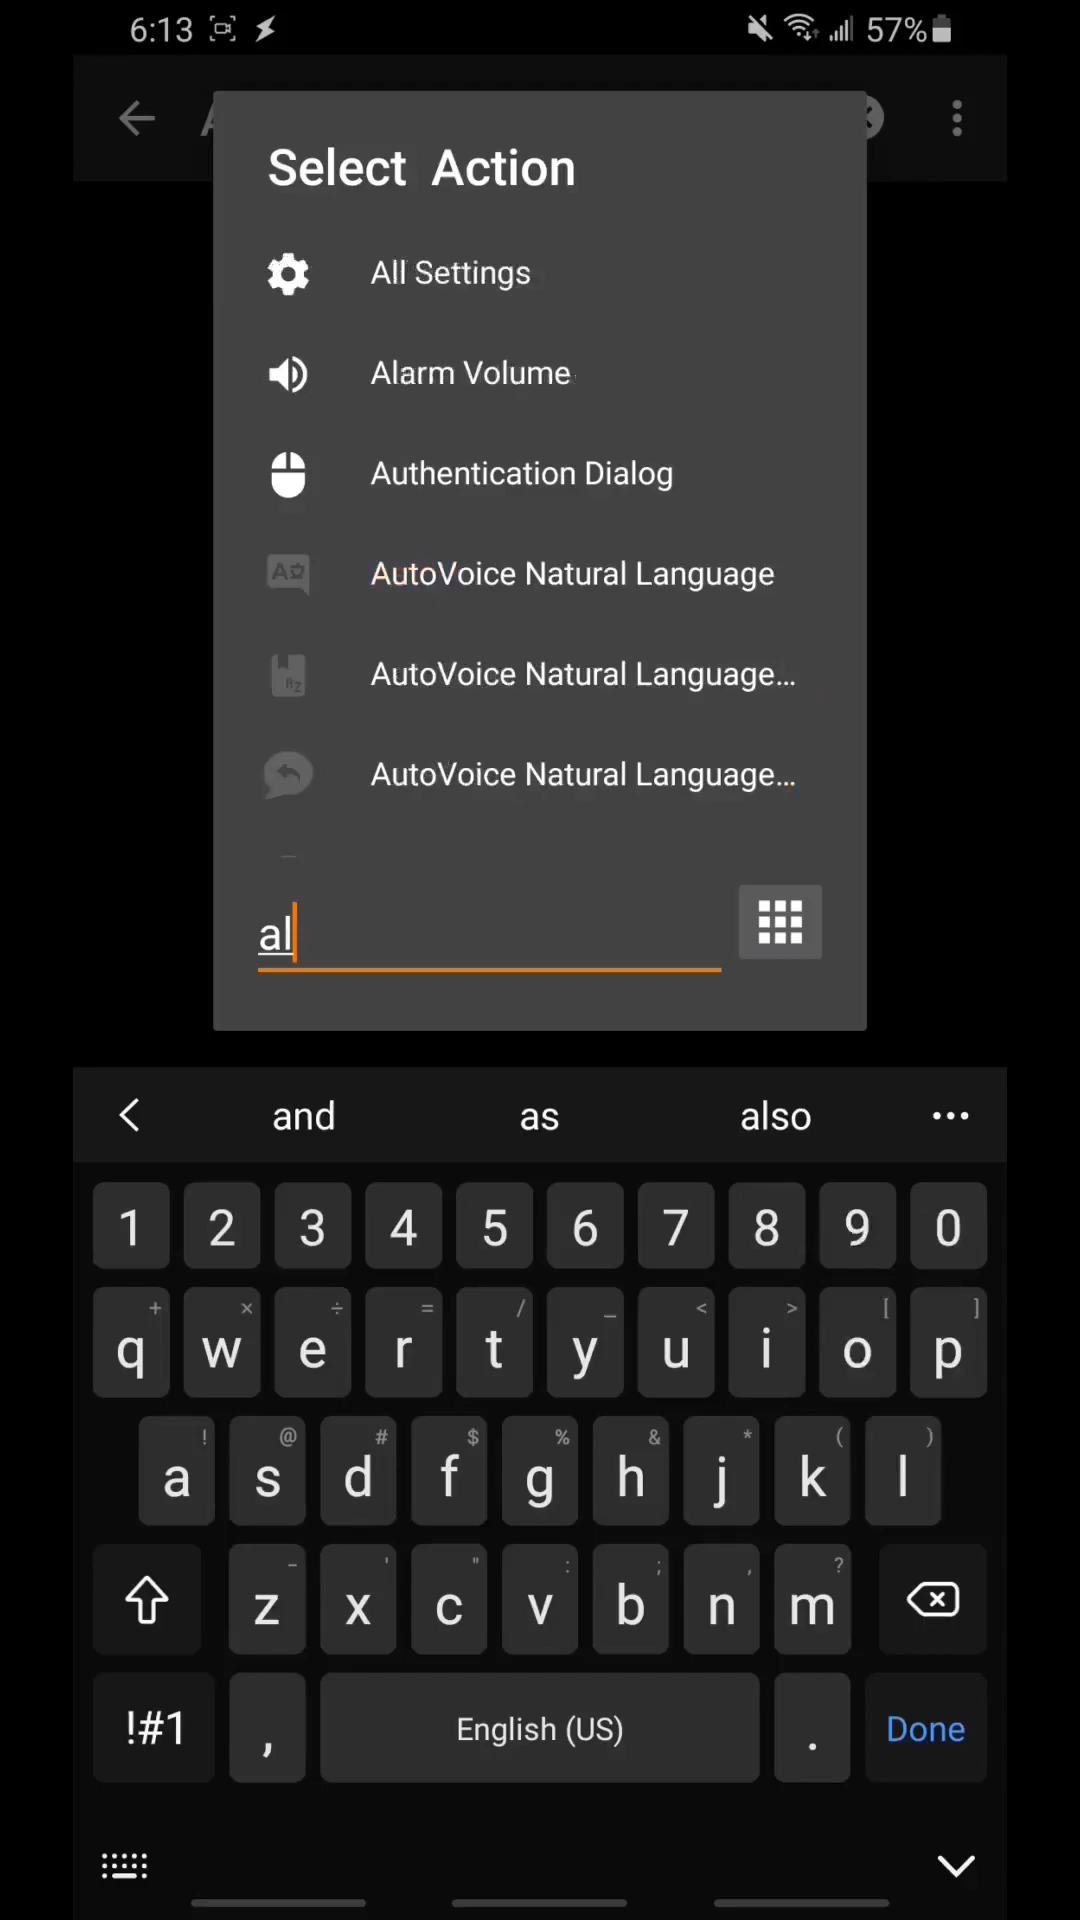 6:13 57%
A
Select Action
All Settings
Alarm Volume
Authentication Dialog
AutoVoice Natural Language
AutoVoice Natural Language...
AutoVoice Natural Language...
al
and as also
1 2 3 4 5 6 7 8 9 0
+ × ÷ = / _ < > [ ]
q w e r t y u i o p
! @ # $ % & * ( )
a s d f g h j k l
- ' " : ; , ?
z x c v b n m
!#1 , English (US) . Done